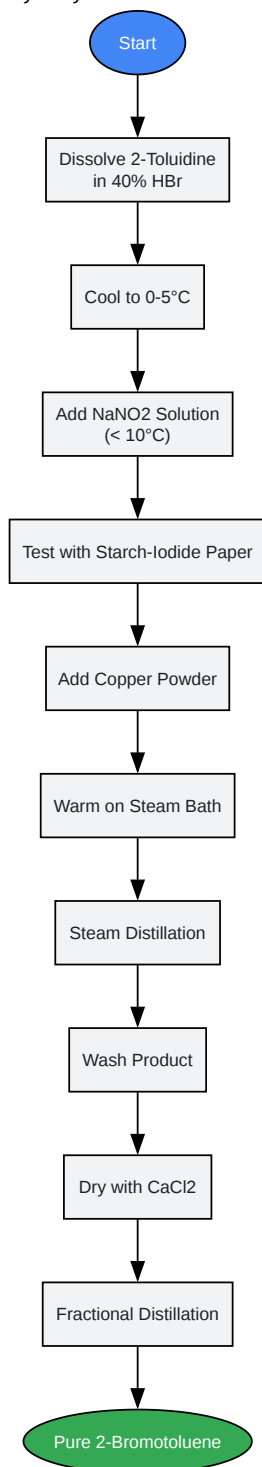 Start
Dissolve 2-Toluidine
in 40% HBr
Cool to 0-5°C
Add NaNO2 Solution
(< 10°C)
Test with Starch-Iodide Paper
Add Copper Powder
Warm on Steam Bath
Steam Distillation
Wash Product
Dry with CaCl2
Fractional Distillation
Pure 2-Bromotoluene